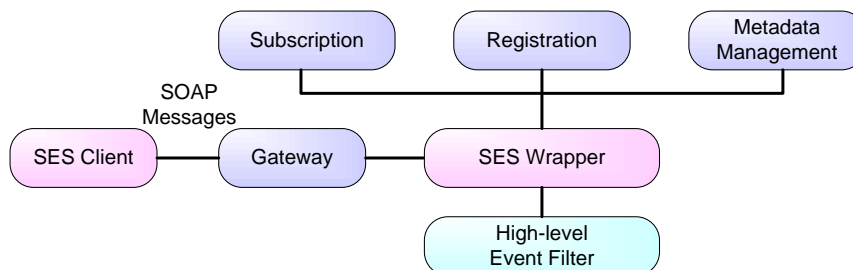 Subscription
Registration
Metadata
Management
SOAP
Messages
SES Client
Gateway
SES Wrapper
High-level
Event Filter